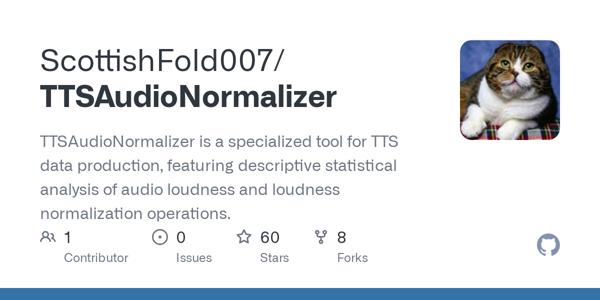 ScottishFold007/
TTSAudioNormalizer
TTSAudioNormalizer is a specialized tool for TTS
data production, featuring descriptive statistical
analysis of audio loudness and loudness
normalization operations.
1 0 60 8
Contributor Issues Stars Forks